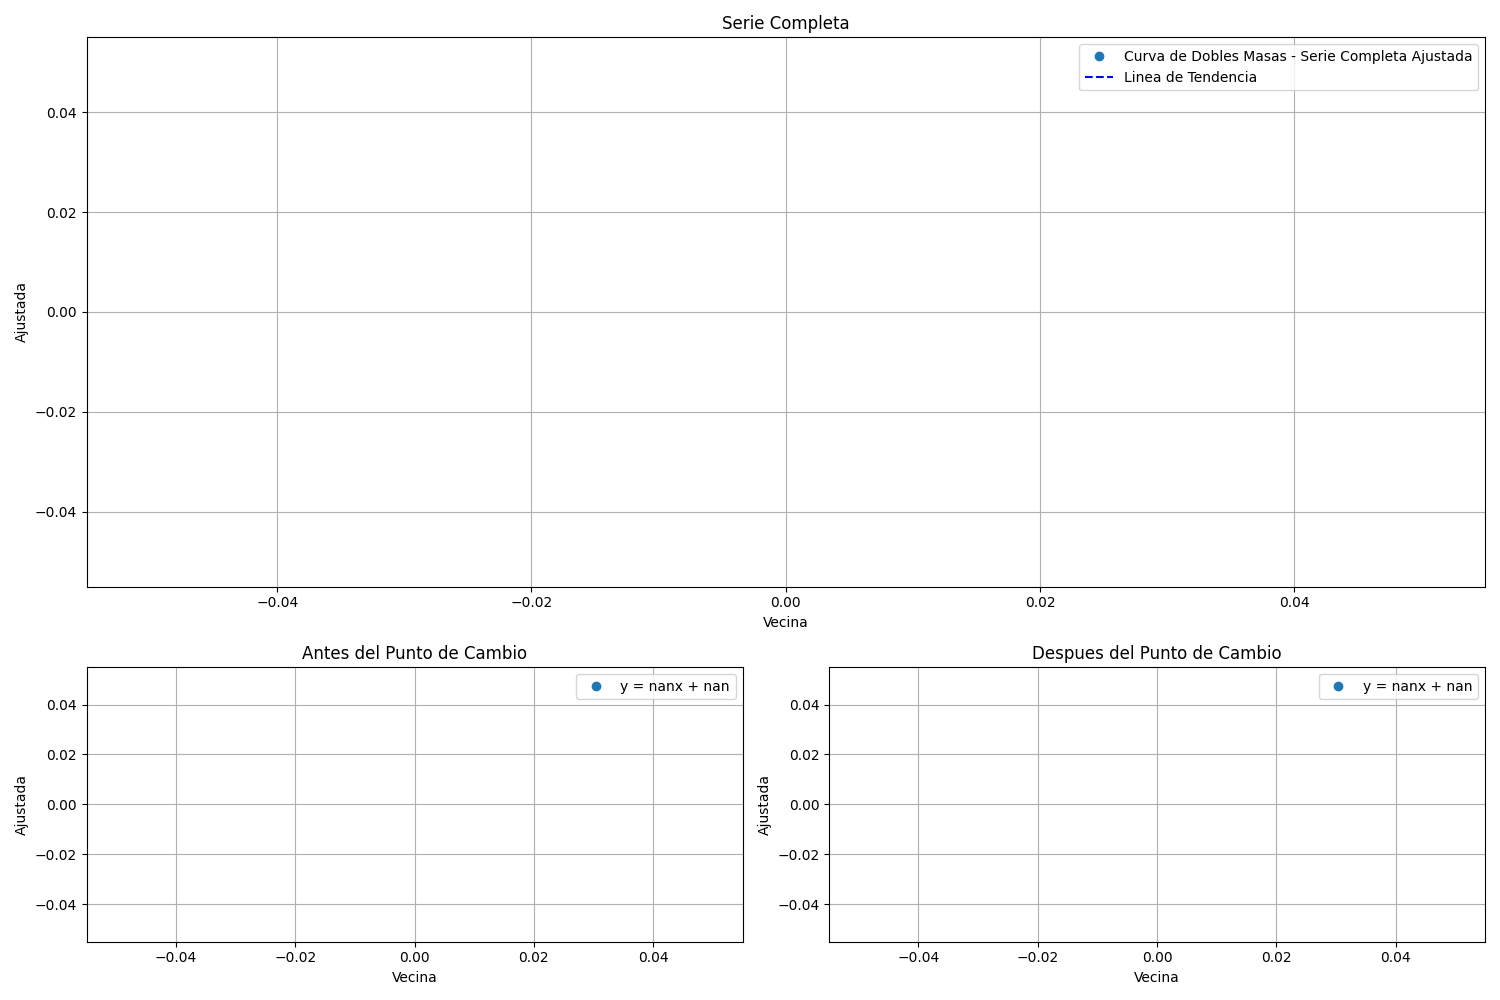 Serie Completa
Curva de Dobles Masas - Serie Completa Ajustada
Linea de Tendencia
0.04
0.02
0.00
−0.02
−0.04
Ajustada
−0.04 −0.02 0.00 0.02 0.04
Vecina
Antes del Punto de Cambio
y = nanx + nan
0.04
0.02
0.00
−0.02
−0.04
Ajustada
−0.04 −0.02 0.00 0.02 0.04
Vecina
Despues del Punto de Cambio
y = nanx + nan
0.04
0.02
0.00
−0.02
−0.04
Ajustada
−0.04 −0.02 0.00 0.02 0.04
Vecina